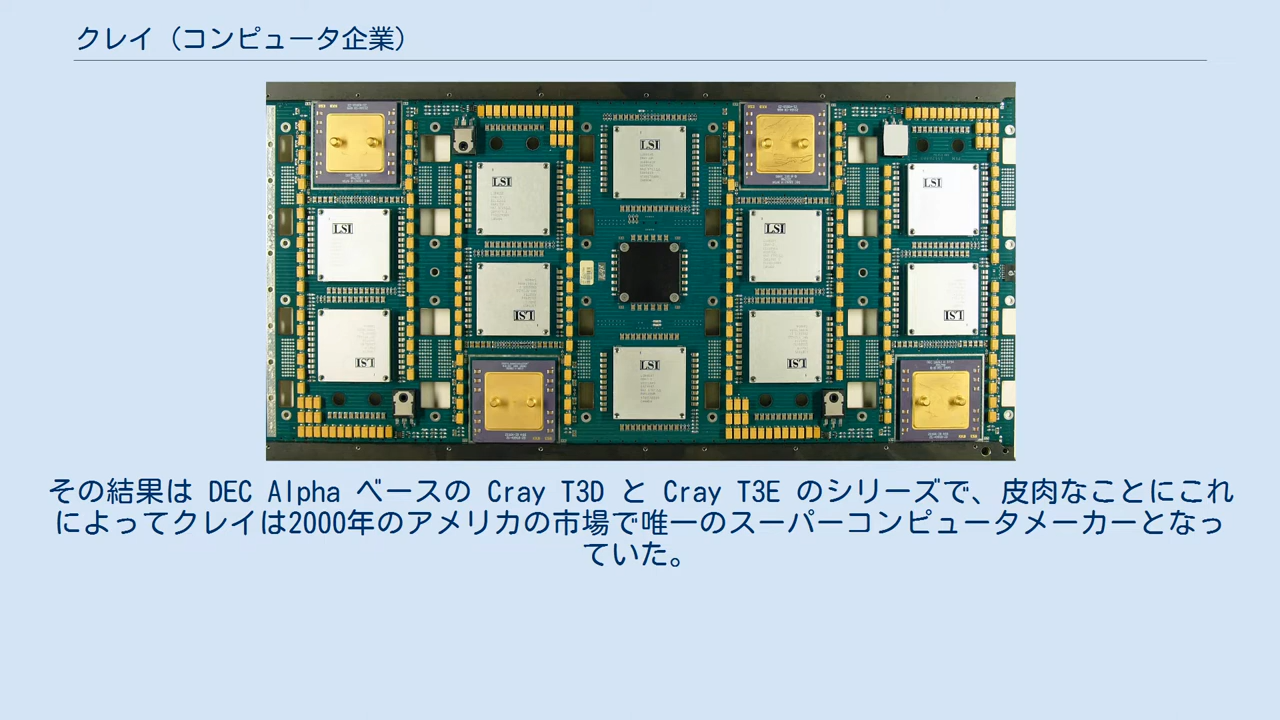 クレイ（コンピュータ企業）
LSI
LSI
LSI
LSI
LSI
LSI
LSI
LSI
LSI
LSI
その結果は DEC Alpha ベースの Cray T3D と Cray T3E のシリーズで、皮肉なことにこれ
によってクレイは2000年のアメリカの市場で唯一のスーパーコンピュータメーカーとなっ
ていた。